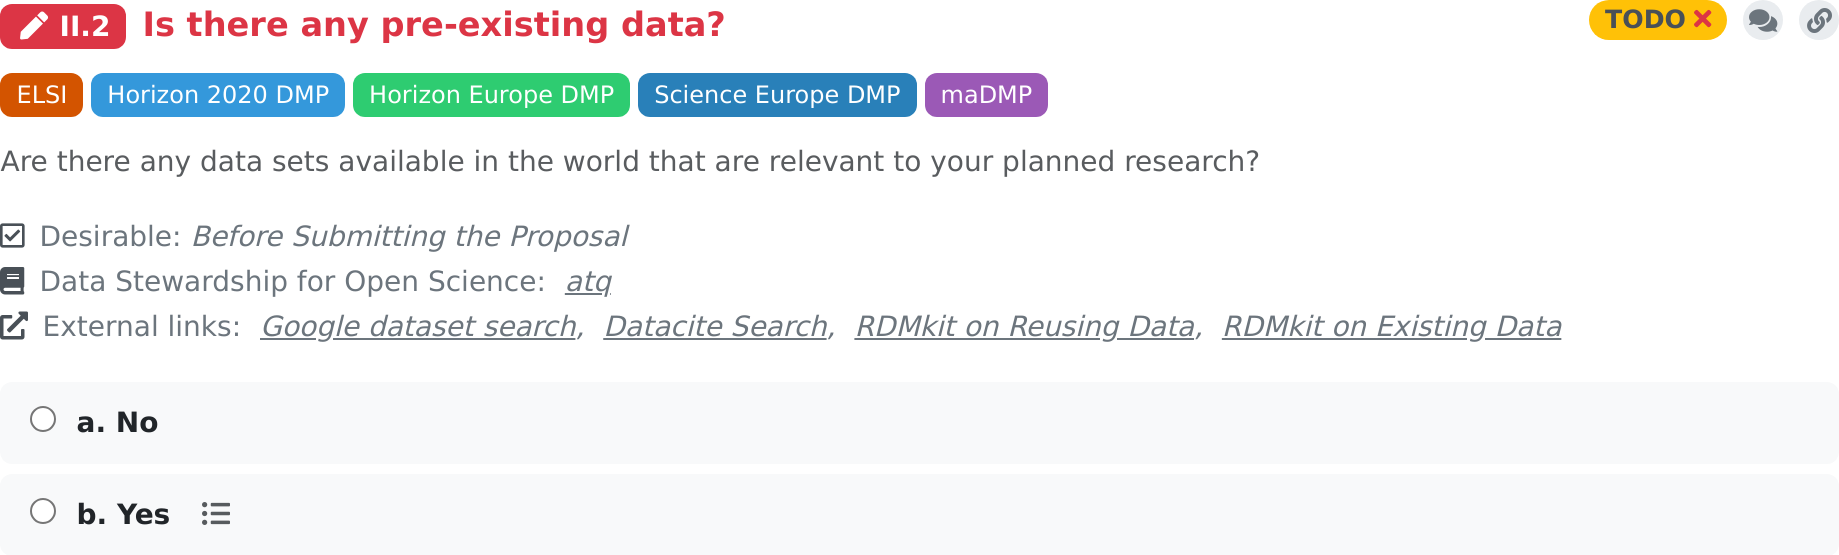 II.2 Is there any pre-existing data? TODO
ELSI Horizon 2020 DMP Horizon Europe DMP Science Europe DMP maDMP
Are there any data sets available in the world that are relevant to your planned research?
Desirable: Before Submitting the Proposal
Data Stewardship for Open Science: atq
External links: Google dataset search, Datacite Search, RDMkit on Reusing Data, RDMkit on Existing Data
a. No
b. Yes